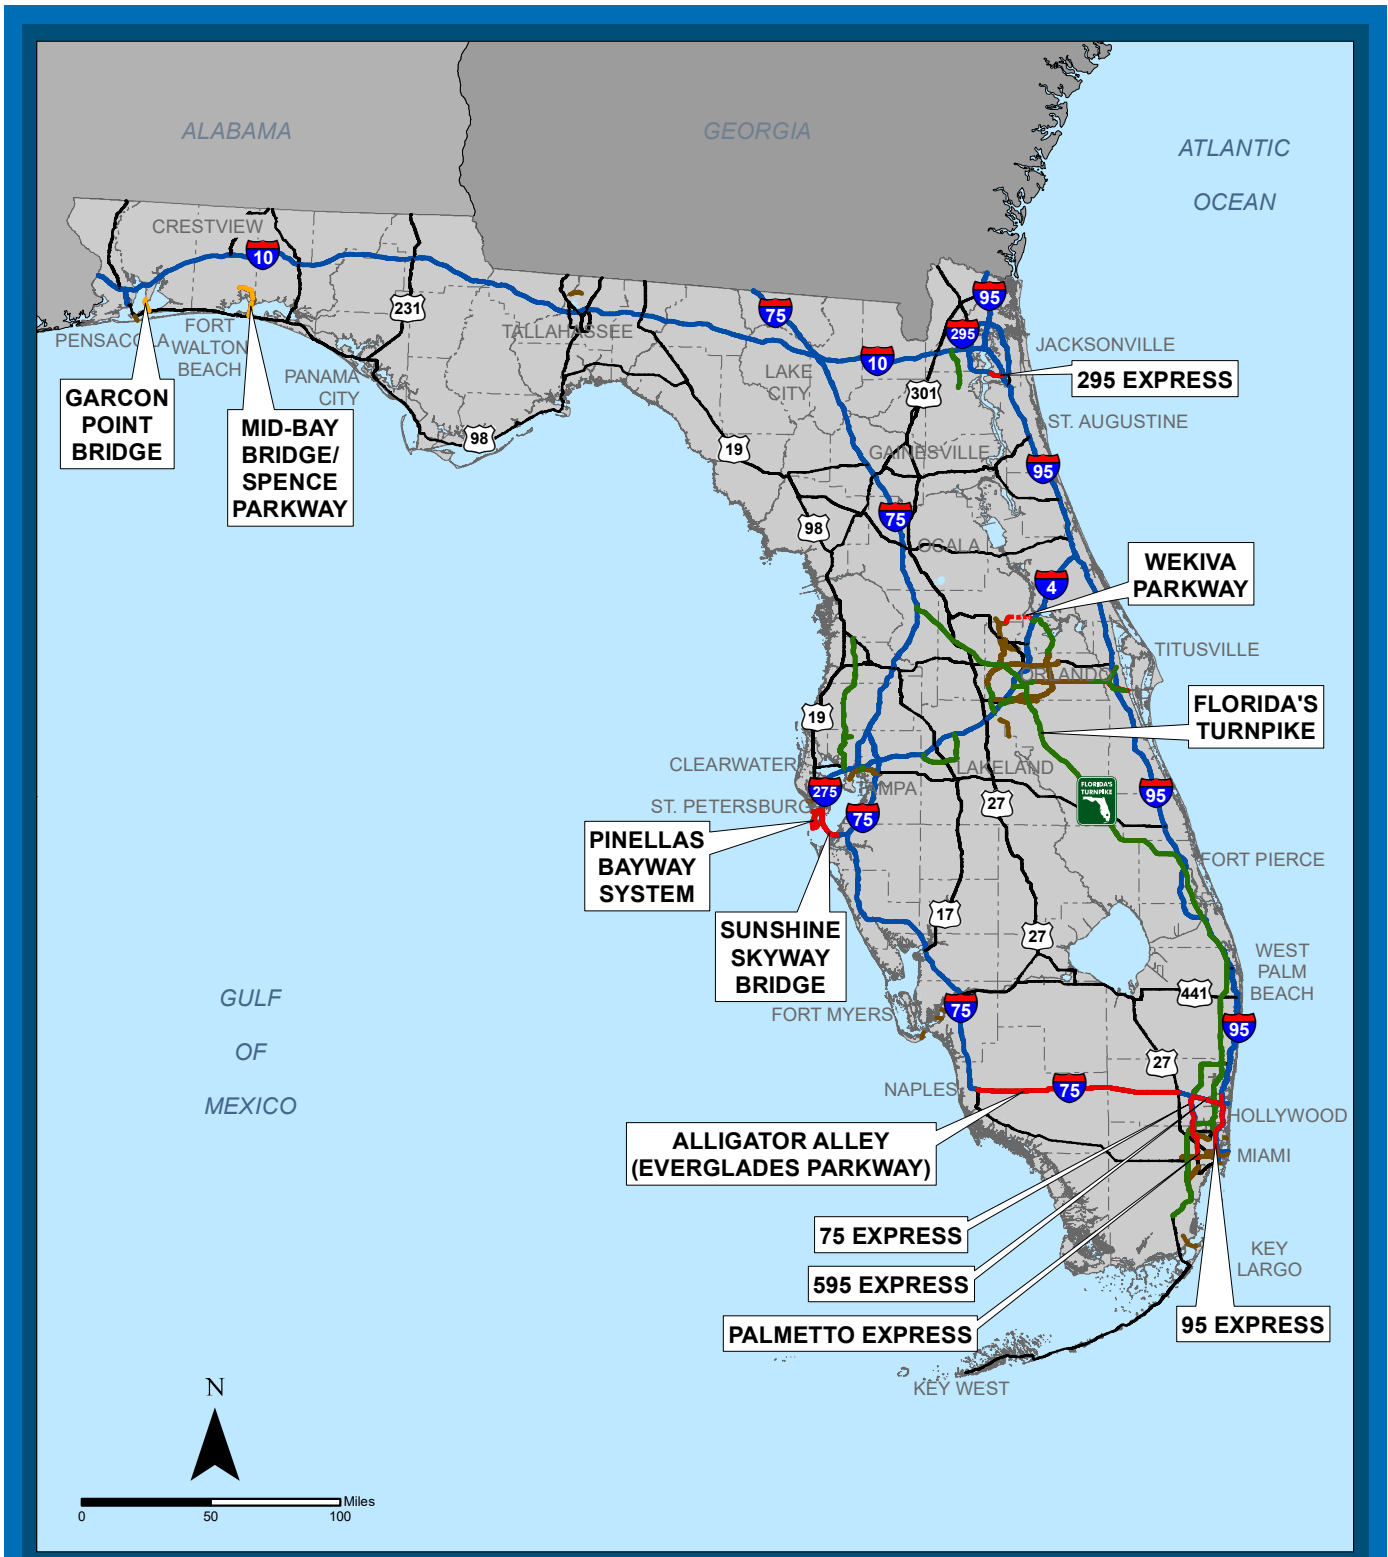 ALABAMA
GEORGIA
ATLANTIC
OCEAN
CRESTVIEW
10
95
75
231
295
TALLAHASSEE
PENSACOLA
FORT
WALTON
BEACH
JACKSONVILLE
10
LAKE
CITY
PANAMA
CITY
301
295 EXPRESS
GARCON
POINT
BRIDGE
MID-BAY
BRIDGE/
SPENCE
PARKWAY
ST. AUGUSTINE
98
19
GAINESVILLE
95
75
98
OCALA
WEKIVA
PARKWAY
4
TITUSVILLE
ORLANDO
19
FLORIDA'S
TURNPIKE
CLEARWATER
LAKELAND
275
TAMPA
FLORIDA'S
TURNPIKE
95
27
ST. PETERSBURG
75
PINELLAS
BAYWAY
SYSTEM
FORT PIERCE
17
SUNSHINE
SKYWAY
BRIDGE
27
WEST
PALM
BEACH
441
GULF
OF
MEXICO
75
FORT MYERS
95
27
NAPLES
75
HOLLYWOOD
ALLIGATOR ALLEY
(EVERGLADES PARKWAY)
MIAMI
75 EXPRESS
KEY
LARGO
595 EXPRESS
PALMETTO EXPRESS
95 EXPRESS
KEY WEST
N
Miles
0
50
100